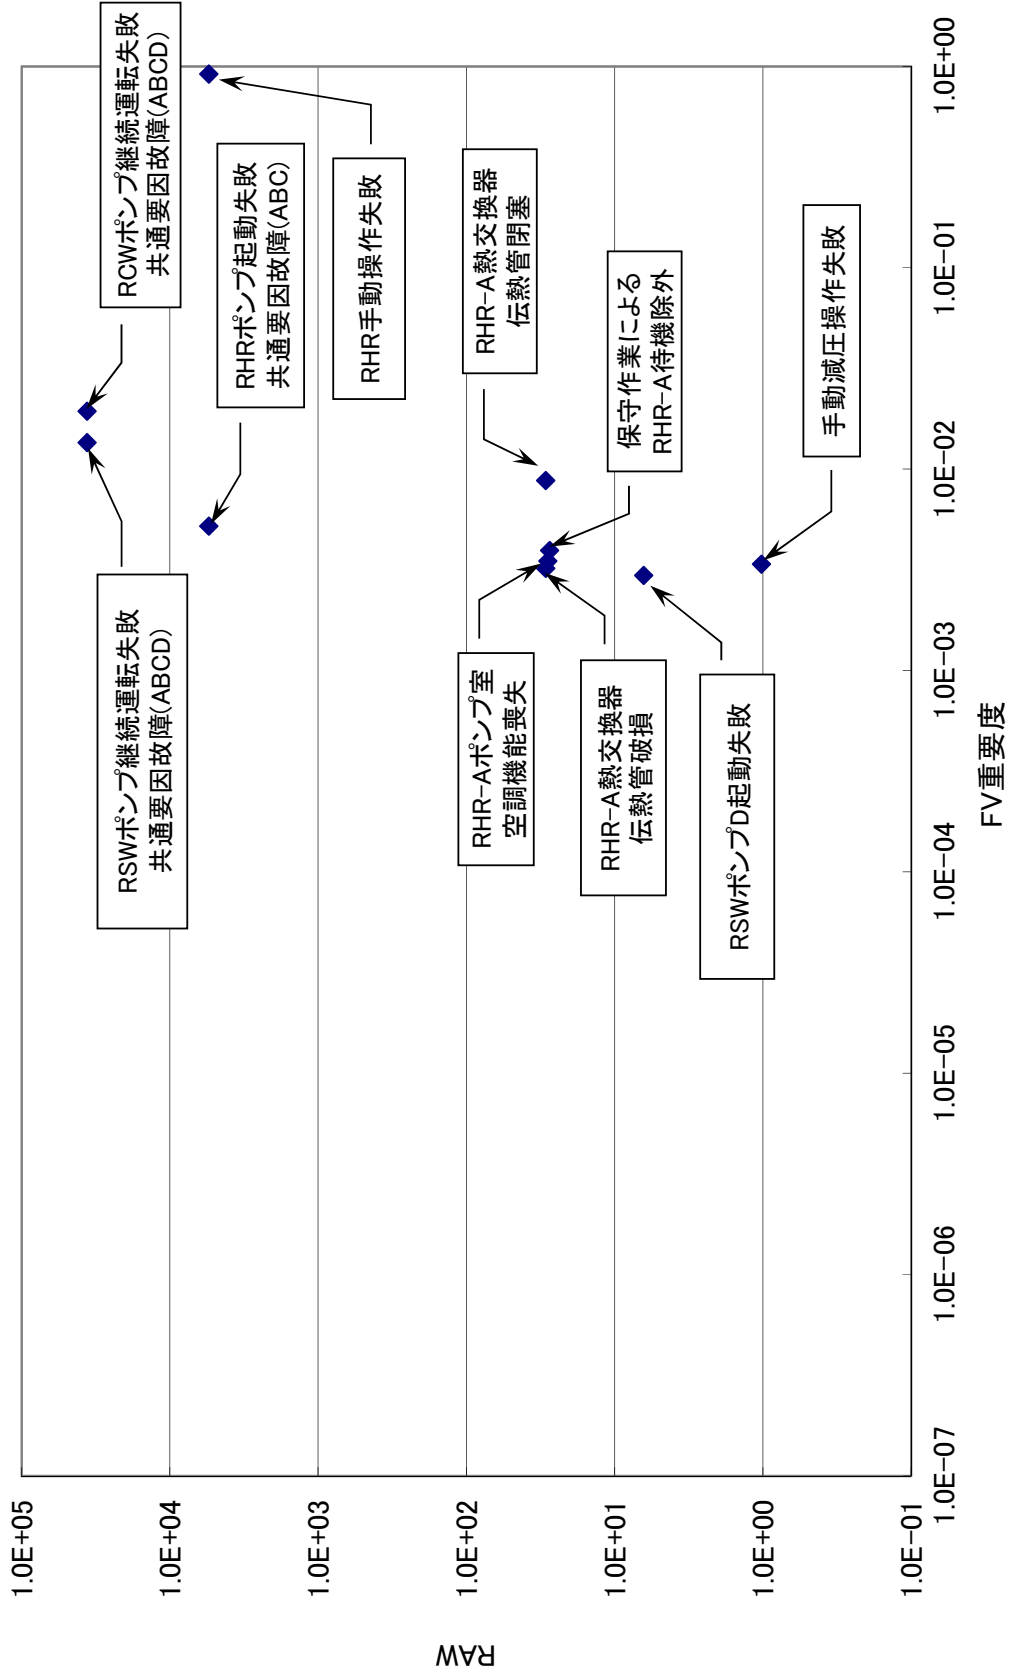 1.0E+05
1.0E+04
1.0E+03
1.0E+02
1.0E+01
1.0E+00
1.0E-01
RAW
1.0E-07
1.0E-06
1.0E-05
1.0E-04
1.0E-03
1.0E-02
1.0E-01
1.0E+00
FV重要度
RSWポンプ継続運転失敗
共通要因故障(ABCD)
RCWポンプ継続運転失敗
共通要因故障(ABCD)
RHRポンプ起動失敗
共通要因故障(ABC)
RHR手動操作失敗
RHR-Aポンプ室
空調機能喪失
RHR-A熱交換器
伝熱管閉塞
RHR-A熱交換器
伝熱管破損
保守作業による
RHR-A待機除外
RSWポンプD起動失敗
手動減圧操作失敗